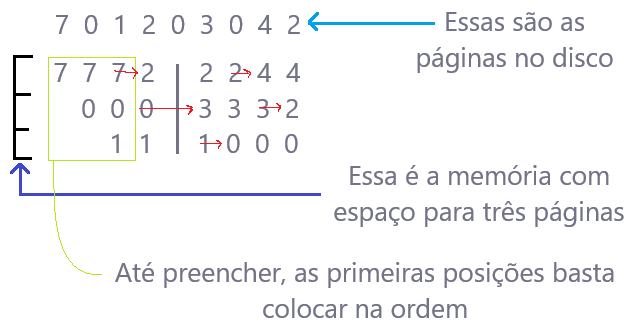 7 0 1 2 0 3 0 4 2
Essas são as
páginas no disco
7 7 7 2 2 2 4 4
0 0 0 3 3 3 2
1 1 1 0 0 0
Essa é a memória com
espaço para três páginas
Até preencher, as primeiras posições basta
colocar na ordem